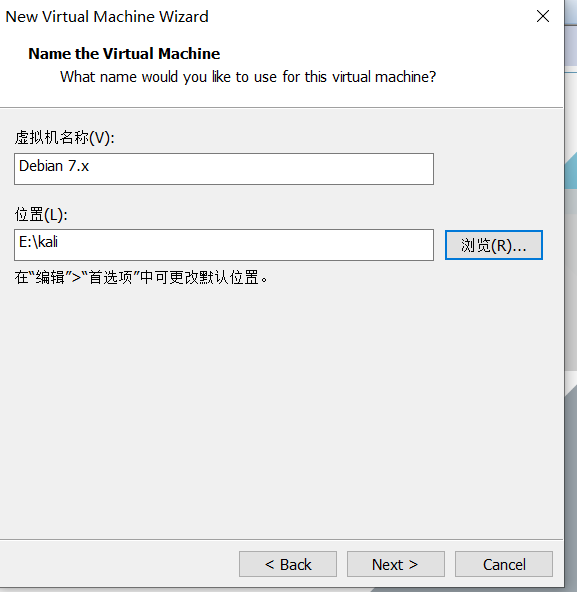 New Virtual Machine Wizard
Name the Virtual Machine
What name would you like to use for this virtual machine?
虚拟机名称(V):
Debian 7.x
位置(L):
E:\kali
浏览(R)...
在“编辑”>“首选项”中可更改默认位置。
< Back
Next >
Cancel